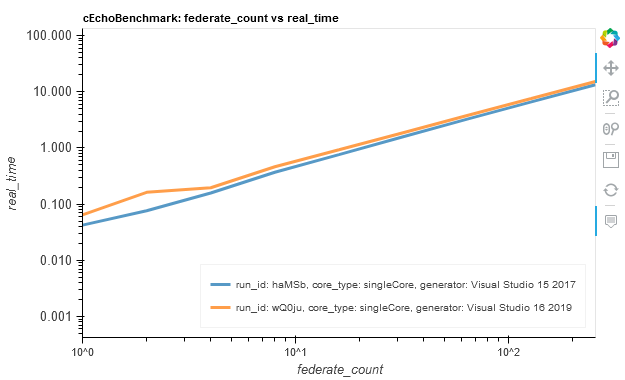 cEchoBenchmark: federate_count vs real_time
100.000
10.000
1.000
0.100
0.010
0.001
real_time
run_id: haMSb, core_type: singleCore, generator: Visual Studio 15 2017
run_id: wQ0ju, core_type: singleCore, generator: Visual Studio 16 2019
10^0
10^1
10^2
federate_count